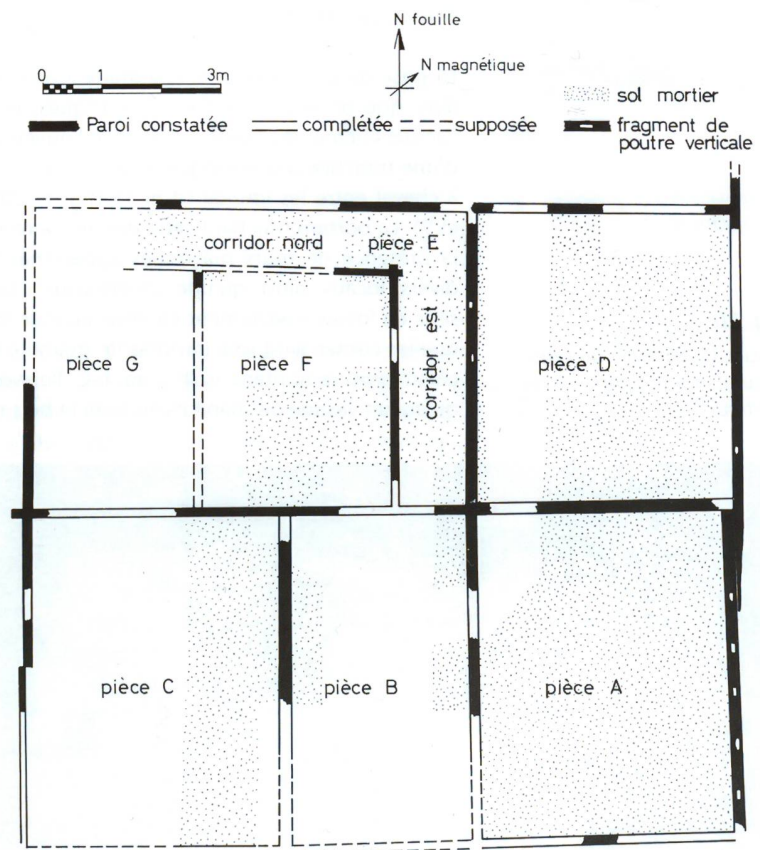 N fouille
0 1 3m
N magnétique
sol mortier
Paroi constatée complétée supposée fragment de
poutre verticale
corridor nord pièce E
pièce G pièce F corridor est pièce D
pièce C pièce B pièce A